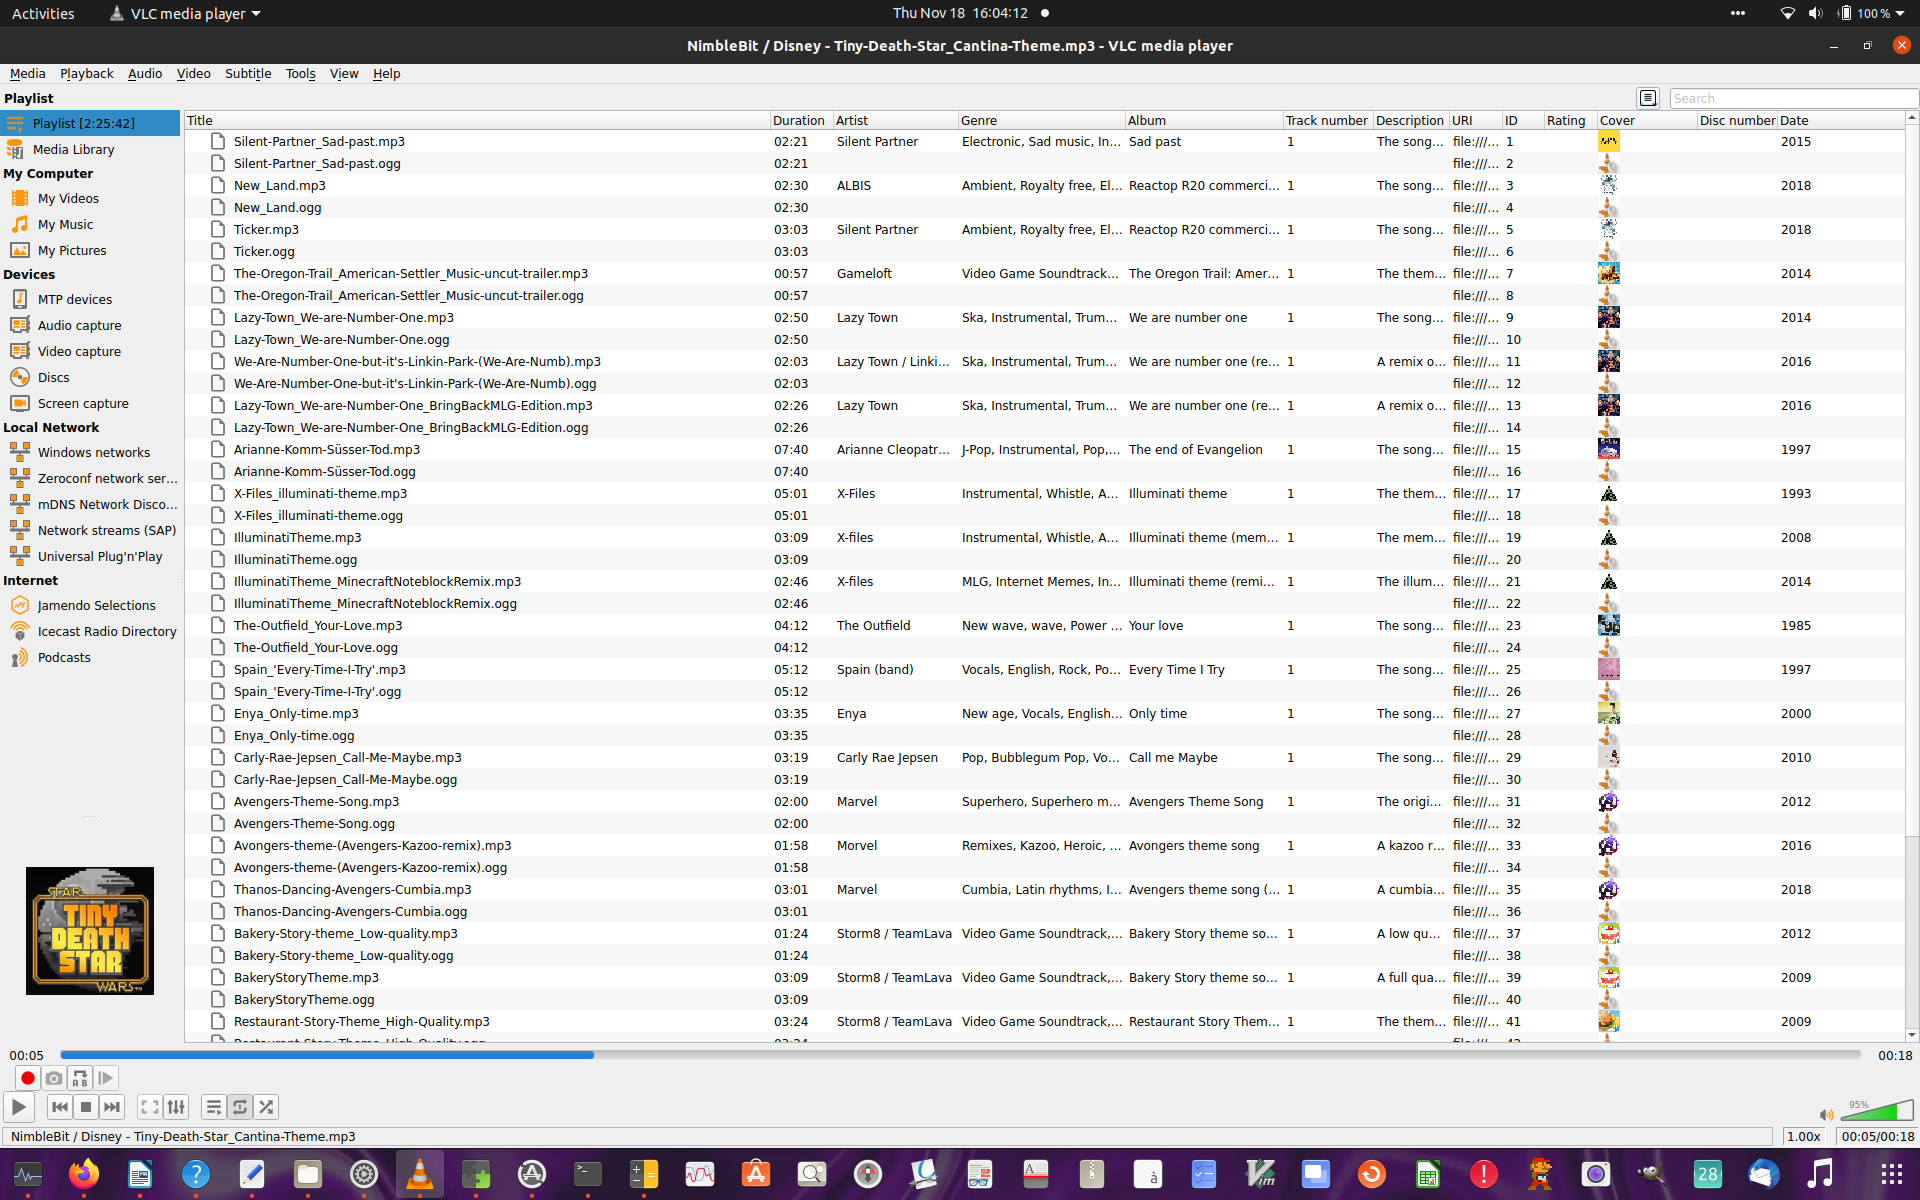 Activities VLC media player Thu Nov 18 16:04:12 100 %
NimbleBit / Disney - Tiny-Death-Star_Cantina-Theme.mp3 - VLC media player
Media Playback Audio Video Subtitle Tools View Help
Playlist
Search
Playlist [2:25:42]
Media Library
My Computer
My Videos
My Music
My Pictures
Devices
MTP devices
Audio capture
Video capture
Discs
Screen capture
Local Network
Windows networks
Zeroconf network ser...
mDNS Network Disco...
Network streams (SAP)
Universal Plug'n'Play
Internet
Jamendo Selections
Icecast Radio Directory
Podcasts
STAR
TINY
DEATH
STAR
WARS
Title Duration Artist Genre Album Track number Description URI ID Rating Cover Disc number Date
Silent-Partner_Sad-past.mp3 02:21 Silent Partner Electronic, Sad music, In... Sad past 1 The song... file:///... 1 2015
Silent-Partner_Sad-past.ogg 02:21 file:///... 2
New_Land.mp3 02:30 ALBIS Ambient, Royalty free, El... Reactop R20 commerci... 1 The song... file:///... 3 2018
New_Land.ogg 02:30 file:///... 4
Ticker.mp3 03:03 Silent Partner Ambient, Royalty free, El... Reactop R20 commerci... 1 The song... file:///... 5 2018
Ticker.ogg 03:03 file:///... 6
The-Oregon-Trail_American-Settler_Music-uncut-trailer.mp3 00:57 Gameloft Video Game Soundtrack... The Oregon Trail: Amer... 1 The them... file:///... 7 2014
The-Oregon-Trail_American-Settler_Music-uncut-trailer.ogg 00:57 file:///... 8
Lazy-Town_We-are-Number-One.mp3 02:50 Lazy Town Ska, Instrumental, Trum... We are number one 1 The song... file:///... 9 2014
Lazy-Town_We-are-Number-One.ogg 02:50 file:///... 10
We-Are-Number-One-but-it's-Linkin-Park-(We-Are-Numb).mp3 02:03 Lazy Town / Linki... Ska, Instrumental, Trum... We are number one (re... 1 A remix o... file:///... 11 2016
We-Are-Number-One-but-it's-Linkin-Park-(We-Are-Numb).ogg 02:03 file:///... 12
Lazy-Town_We-are-Number-One_BringBackMLG-Edition.mp3 02:26 Lazy Town Ska, Instrumental, Trum... We are number one (re... 1 A remix o... file:///... 13 2016
Lazy-Town_We-are-Number-One_BringBackMLG-Edition.ogg 02:26 file:///... 14
Arianne-Komm-Süsser-Tod.mp3 07:40 Arianne Cleopatr... J-Pop, Instrumental, Pop,... The end of Evangelion 1 The song... file:///... 15 1997
Arianne-Komm-Süsser-Tod.ogg 07:40 file:///... 16
X-Files_illuminati-theme.mp3 05:01 X-Files Instrumental, Whistle, A... Illuminati theme 1 The them... file:///... 17 1993
X-Files_illuminati-theme.ogg 05:01 file:///... 18
IlluminatiTheme.mp3 03:09 X-files Instrumental, Whistle, A... Illuminati theme (mem... 1 The mem... file:///... 19 2008
IlluminatiTheme.ogg 03:09 file:///... 20
IlluminatiTheme_MinecraftNoteblockRemix.mp3 02:46 X-files MLG, Internet Memes, In... Illuminati theme (remi... 1 The illum... file:///... 21 2014
IlluminatiTheme_MinecraftNoteblockRemix.ogg 02:46 file:///... 22
The-Outfield_Your-Love.mp3 04:12 The Outfield New wave, wave, Power ... Your love 1 The song... file:///... 23 1985
The-Outfield_Your-Love.ogg 04:12 file:///... 24
Spain_'Every-Time-I-Try'.mp3 05:12 Spain (band) Vocals, English, Rock, Po... Every Time I Try 1 The song... file:///... 25 1997
Spain_'Every-Time-I-Try'.ogg 05:12 file:///... 26
Enya_Only-time.mp3 03:35 Enya New age, Vocals, English... Only time 1 The song... file:///... 27 2000
Enya_Only-time.ogg 03:35 file:///... 28
Carly-Rae-Jepsen_Call-Me-Maybe.mp3 03:19 Carly Rae Jepsen Pop, Bubblegum Pop, Vo... Call me Maybe 1 The song... file:///... 29 2010
Carly-Rae-Jepsen_Call-Me-Maybe.ogg 03:19 file:///... 30
Avengers-Theme-Song.mp3 02:00 Marvel Superhero, Superhero m... Avengers Theme Song 1 The origi... file:///... 31 2012
Avengers-Theme-Song.ogg 02:00 file:///... 32
Avongers-theme-(Avengers-Kazoo-remix).mp3 01:58 Morvel Remixes, Kazoo, Heroic, ... Avongers theme song 1 A kazoo r... file:///... 33 2016
Avongers-theme-(Avengers-Kazoo-remix).ogg 01:58 file:///... 34
Thanos-Dancing-Avengers-Cumbia.mp3 03:01 Marvel Cumbia, Latin rhythms, I... Avengers theme song (... 1 A cumbia... file:///... 35 2018
Thanos-Dancing-Avengers-Cumbia.ogg 03:01 file:///... 36
Bakery-Story-theme_Low-quality.mp3 01:24 Storm8 / TeamLava Video Game Soundtrack,... Bakery Story theme so... 1 A low qu... file:///... 37 2012
Bakery-Story-theme_Low-quality.ogg 01:24 file:///... 38
BakeryStoryTheme.mp3 03:09 Storm8 / TeamLava Video Game Soundtrack,... Bakery Story theme so... 1 A full qua... file:///... 39 2009
BakeryStoryTheme.ogg 03:09 file:///... 40
Restaurant-Story-Theme_High-Quality.mp3 03:24 Storm8 / TeamLava Video Game Soundtrack,... Restaurant Story Them... 1 The them... file:///... 41 2009
Restaurant-Story-Theme_High-Quality.ogg 03:24 file:///... 42
00:05 00:18
A B
95%
NimbleBit / Disney - Tiny-Death-Star_Cantina-Theme.mp3 1.00x 00:05/00:18
28